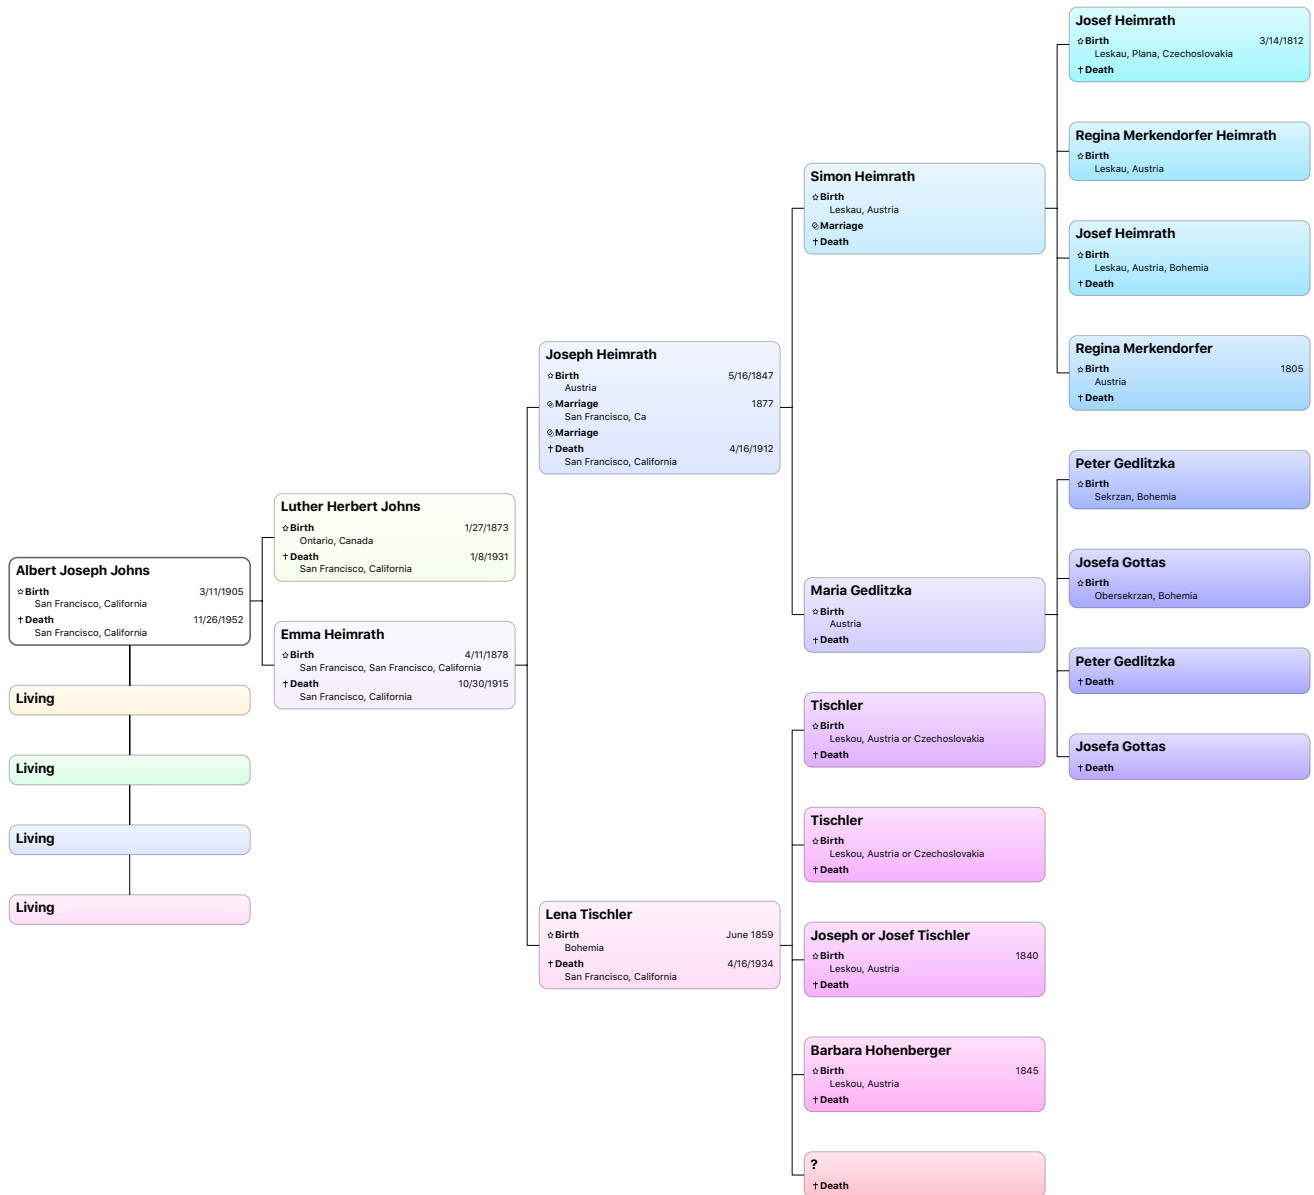 Albert Joseph Johns
☆Birth 3/11/1905
San Francisco, California
†Death 11/26/1952
San Francisco, California
Living
Living
Living
Living
Luther Herbert Johns
☆Birth 1/27/1873
Ontario, Canada
†Death 1/8/1931
San Francisco, California
Emma Heimrath
☆Birth 4/11/1878
San Francisco, San Francisco, California
†Death 10/30/1915
San Francisco, California
Joseph Heimrath
☆Birth 5/16/1847
Austria
Marriage 1877
San Francisco, Ca
Marriage
†Death 4/16/1912
San Francisco, California
Lena Tischler
☆Birth June 1859
Bohemia
†Death 4/16/1934
San Francisco, California
Simon Heimrath
☆Birth
Leskau, Austria
Marriage
†Death
Maria Gedlitzka
☆Birth
Austria
†Death
Tischler
☆Birth
Leskou, Austria or Czechoslovakia
†Death
Tischler
☆Birth
Leskou, Austria or Czechoslovakia
†Death
Joseph or Josef Tischler
☆Birth 1840
Leskou, Austria
†Death
Barbara Hohenberger
☆Birth 1845
Leskou, Austria
†Death
?
†Death
Josef Heimrath
☆Birth 3/14/1812
Leskau, Plana, Czechoslovakia
†Death
Regina Merkendorfer Heimrath
☆Birth
Leskau, Austria
Josef Heimrath
☆Birth
Leskau, Austria, Bohemia
†Death
Regina Merkendorfer
☆Birth 1805
Austria
†Death
Peter Gedlitzka
☆Birth
Sekrzan, Bohemia
Josefa Gottas
☆Birth
Obersekrzan, Bohemia
Peter Gedlitzka
†Death
Josefa Gottas
†Death